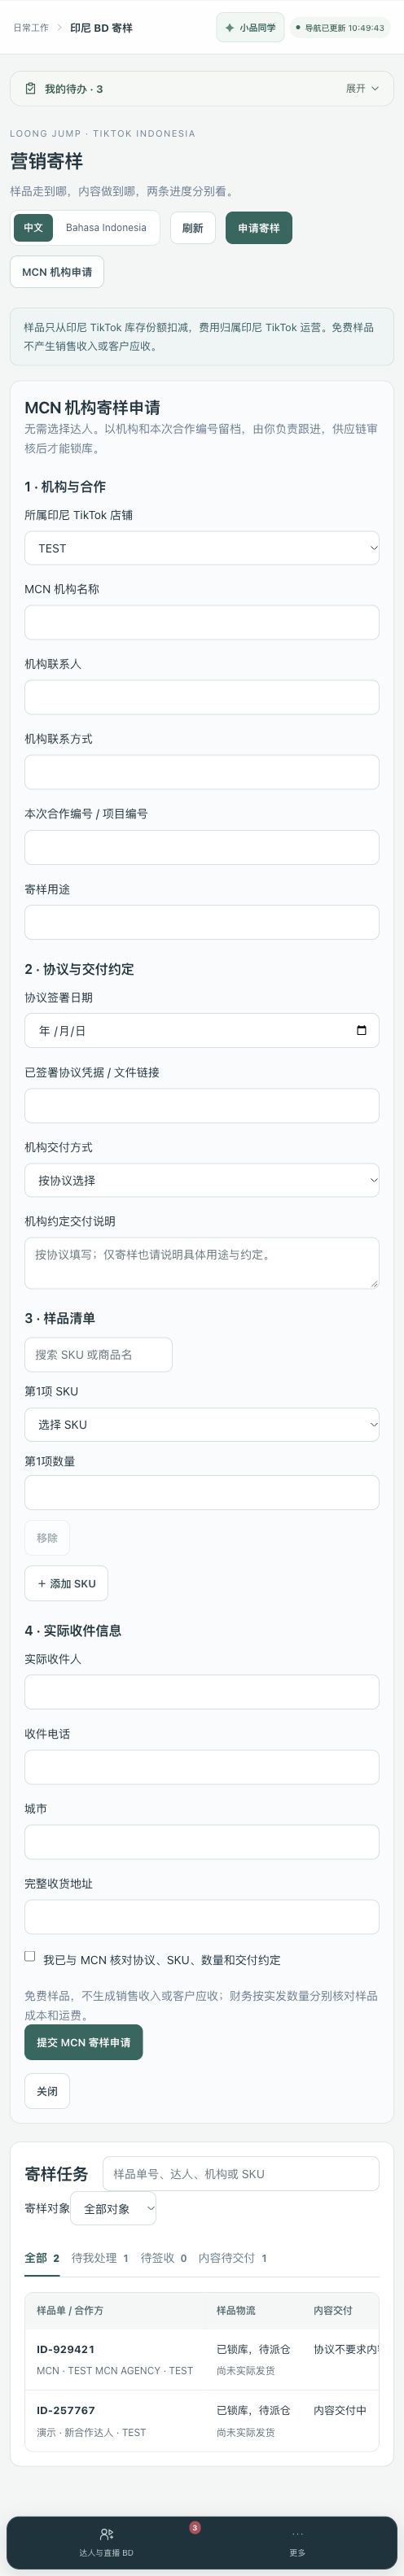 日常工作 > 印尼 BD 寄样
小品同学
导航已更新 10:49:43
我的待办 · 3
展开
LOONG JUMP · TIKTOK INDONESIA
营销寄样
样品走到哪，内容做到哪，两条进度分别看。
中文
Bahasa Indonesia
刷新
申请寄样
MCN 机构申请
样品只从印尼 TikTok 库存份额扣减，费用归属印尼 TikTok 运营。免费样品
不产生销售收入或客户应收。
MCN 机构寄样申请
无需选择达人。以机构和本次合作编号留档，由你负责跟进，供应链审
核后才能锁库。
1 · 机构与合作
所属印尼 TikTok 店铺
TEST
MCN 机构名称
机构联系人
机构联系方式
本次合作编号 / 项目编号
寄样用途
2 · 协议与交付约定
协议签署日期
年 /月/日
已签署协议凭据 / 文件链接
机构交付方式
按协议选择
机构约定交付说明
按协议填写；仅寄样也请说明具体用途与约定。
3 · 样品清单
搜索 SKU 或商品名
第1项 SKU
选择 SKU
第1项数量
移除
＋ 添加 SKU
4 · 实际收件信息
实际收件人
收件电话
城市
完整收货地址
我已与 MCN 核对协议、SKU、数量和交付约定
免费样品，不生成销售收入或客户应收；财务按实发数量分别核对样品
成本和运费。
提交 MCN 寄样申请
关闭
寄样任务
样品单号、达人、机构或 SKU
寄样对象
全部对象
全部 2
待我处理 1
待签收 0
内容待交付 1
样品单 / 合作方
样品物流
内容交付
ID-929421
已锁库，待派仓
协议不要求内
MCN · TEST MCN AGENCY · TEST
尚未实际发货
ID-257767
已锁库，待派仓
内容交付中
演示 · 新合作达人 · TEST
尚未实际发货
3
达人与直播 BD
更多